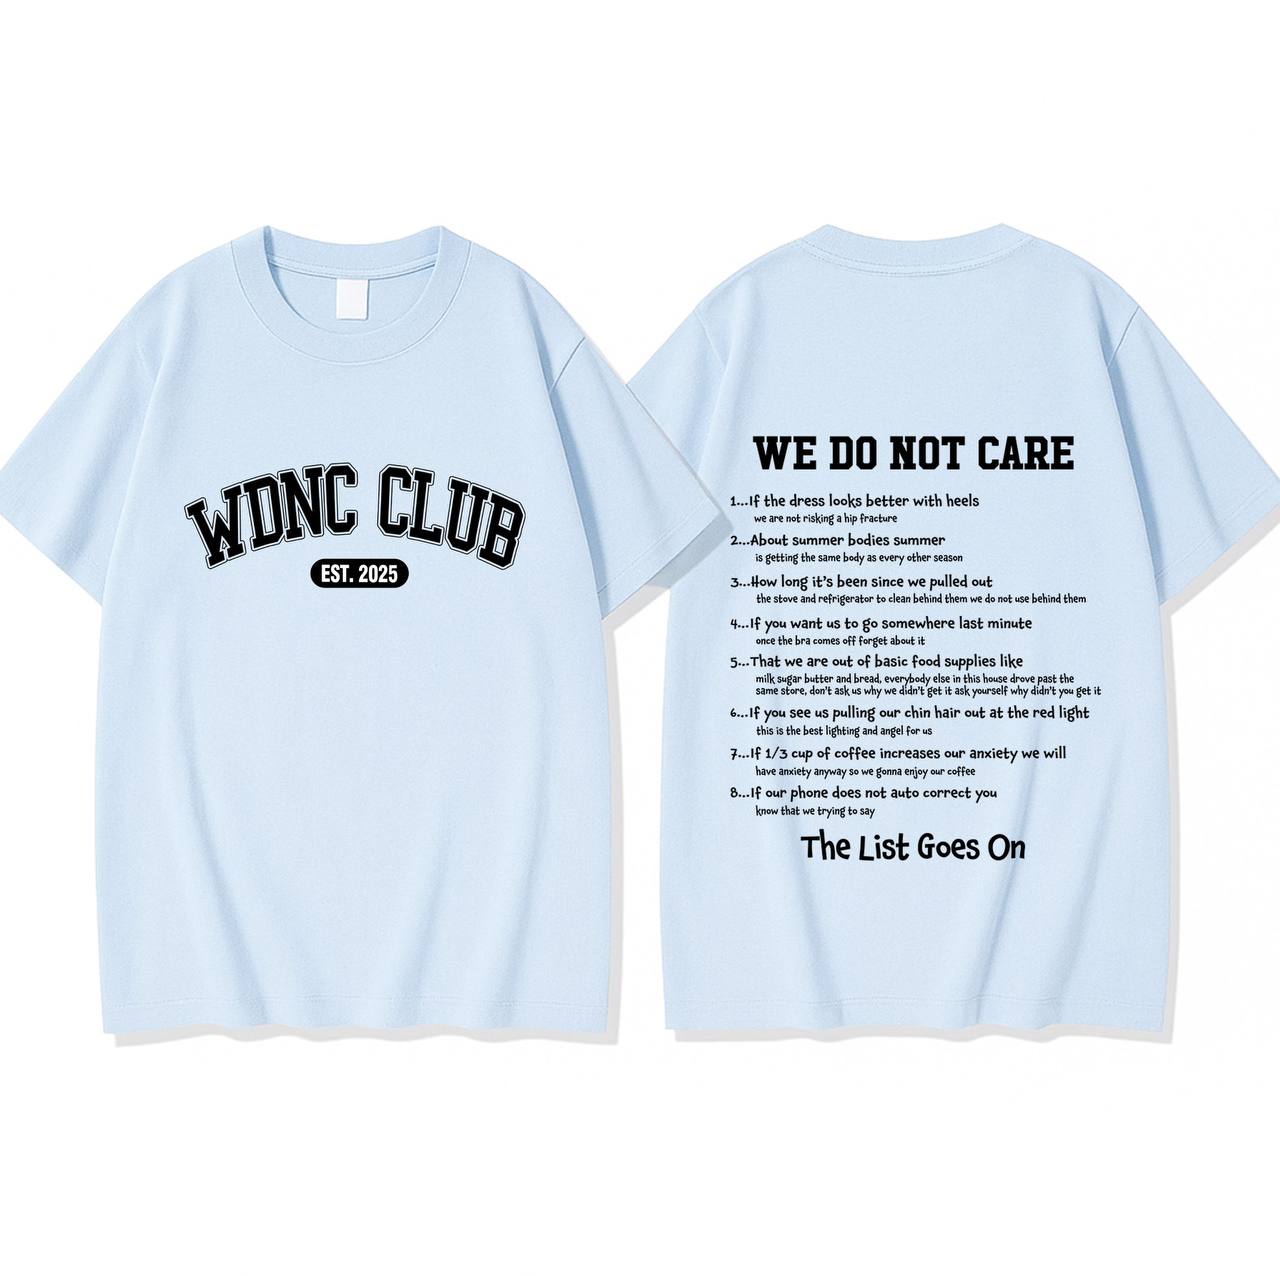 WDNC CLUB
EST. 2025
WE DO NOT CARE
1...If the dress looks better with heels
we are not risking a hip fracture
2...About summer bodies summer
is getting the same body as every other season
3...How long it's been since we pulled out
the stove and refrigerator to clean behind them we do not use behind them
4...If you want us to go somewhere last minute
once the bra comes off forget about it
5...That we are out of basic food supplies like
milk sugar butter and bread, everybody else in this house drove past the
same store, don't ask us why we didn't get it ask yourself why didn't you get it
6...If you see us pulling our chin hair out at the red light
this is the best lighting and angel for us
7...If 1/3 cup of coffee increases our anxiety we will
have anxiety anyway so we gonna enjoy our coffee
8...If our phone does not auto correct you
know that we trying to say
The List Goes On